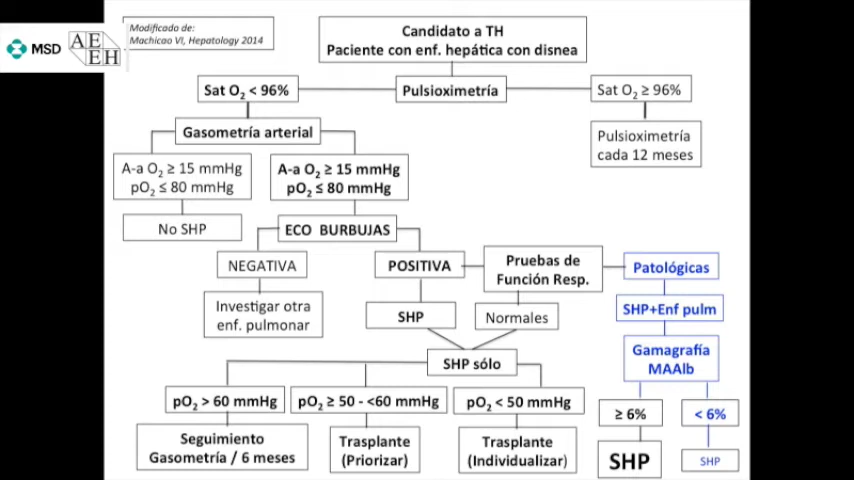 Modificado de:
Machicao VI, Hepatology 2014
MSD
AE
EH
Candidato a TH
Paciente con enf. hepática con disnea
Sat O2 < 96%
Pulsioximetría
Sat O2 ≥ 96%
Gasometría arterial
Pulsioximetría
cada 12 meses
A-a O2 ≥ 15 mmHg
pO2 ≤ 80 mmHg
A-a O2 ≥ 15 mmHg
pO2 ≤ 80 mmHg
No SHP
ECO BURBUJAS
NEGATIVA
POSITIVA
Pruebas de
Función Resp.
Patológicas
Investigar otra
enf. pulmonar
SHP
Normales
SHP+Enf pulm
SHP sólo
Gamagrafía
MAAlb
pO2 > 60 mmHg
pO2 ≥ 50 - <60 mmHg
pO2 < 50 mmHg
≥ 6%
< 6%
Seguimiento
Gasometría / 6 meses
Trasplante
(Priorizar)
Trasplante
(Individualizar)
SHP
SHP